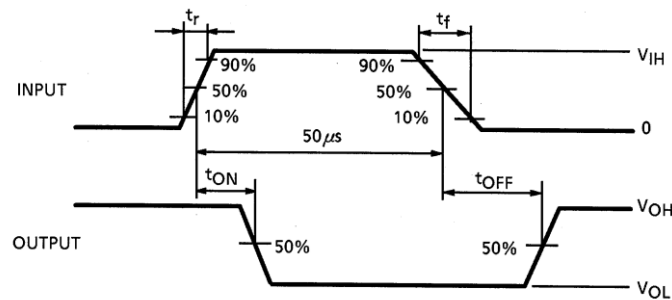 tr
tf
VIH
90%
90%
INPUT
50%
50%
10%
10%
0
50μs
tON
tOFF
VOH
OUTPUT
50%
50%
VOL